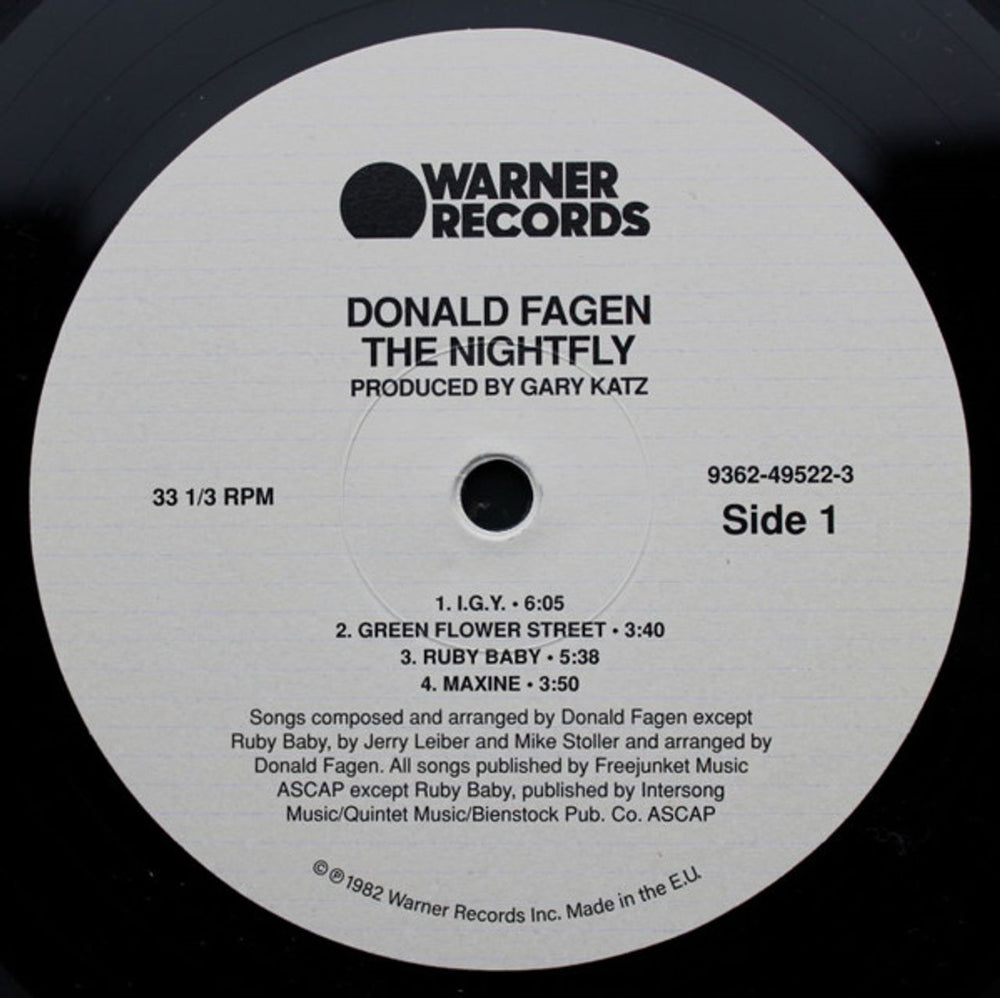 WARNER
RECORDS
DONALD FAGEN
THE NIGHTFLY
PRODUCED BY GARY KATZ
33 1/3 RPM
9362-49522-3
Side 1
1. I.G.Y. • 6:05
2. GREEN FLOWER STREET • 3:40
3. RUBY BABY • 5:38
4. MAXINE • 3:50
Songs composed and arranged by Donald Fagen except
Ruby Baby, by Jerry Leiber and Mike Stoller and arranged by
Donald Fagen. All songs published by Freejunket Music
ASCAP except Ruby Baby, published by Intersong
Music/Quintet Music/Bienstock Pub. Co. ASCAP
©℗1982 Warner Records Inc. Made in the E.U.